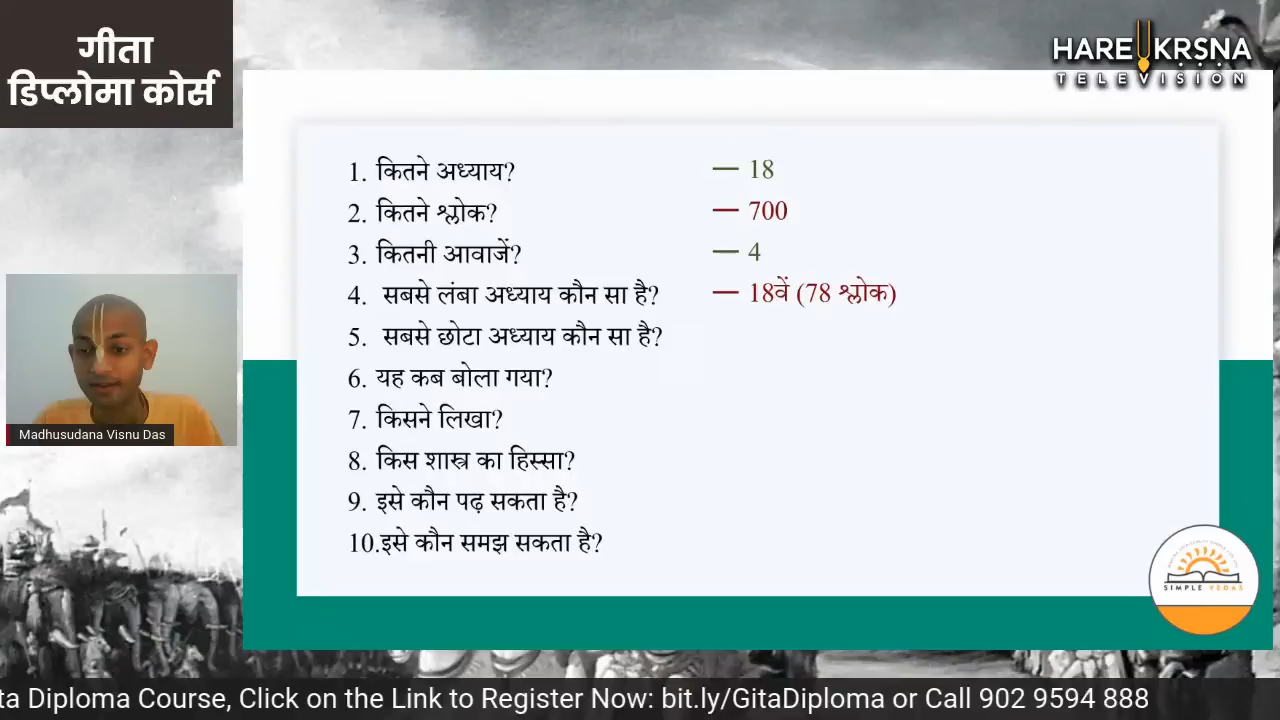 गीता
डिप्लोमा कोर्स
HARE KRSNA
TELEVISION
1. कितने अध्याय? — 18
2. कितने श्लोक? — 700
3. कितनी आवाजें? — 4
4. सबसे लंबा अध्याय कौन सा है? — 18वें (78 श्लोक)
5. सबसे छोटा अध्याय कौन सा है?
6. यह कब बोला गया?
7. किसने लिखा?
8. किस शास्त्र का हिस्सा?
9. इसे कौन पढ़ सकता है?
10.इसे कौन समझ सकता है?
Madhusudana Visnu Das
SIMPLE VEDAS
ta Diploma Course, Click on the Link to Register Now: bit.ly/GitaDiploma or Call 902 9594 888